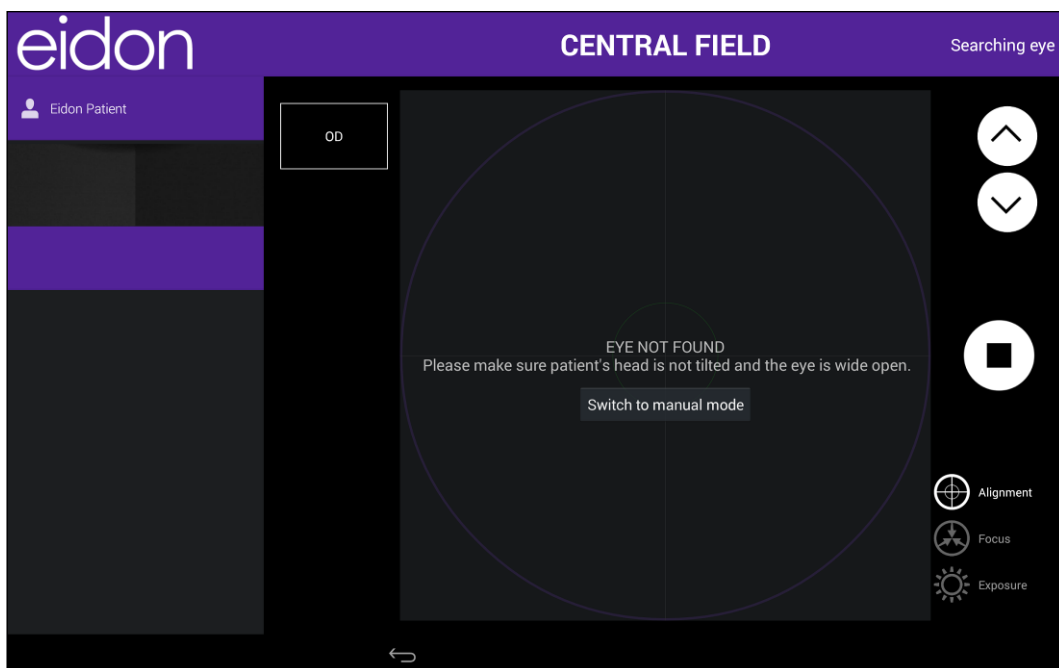 eidon
CENTRAL FIELD
Searching eye
Eidon Patient
OD
EYE NOT FOUND
Please make sure patient's head is not tilted and the eye is wide open.
Switch to manual mode
Alignment
Focus
Exposure